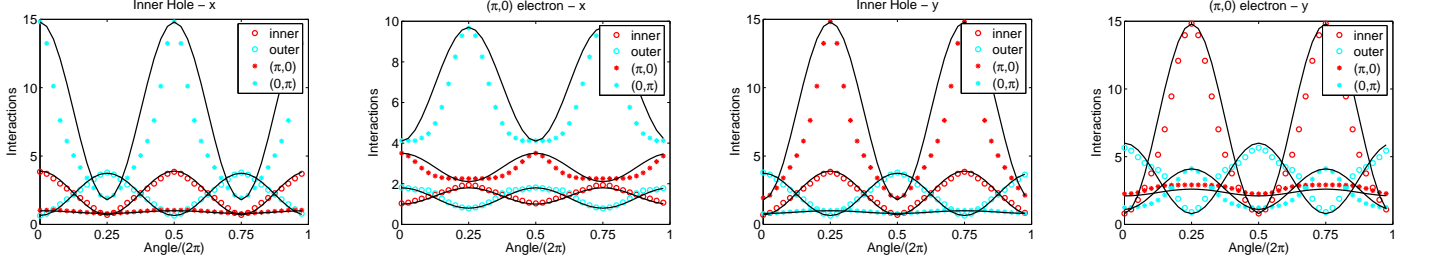 Inner Hole − x
Interactions
15
10
5
0
0
0.25
0.5
0.75
1
Angle/(2π)
inner
outer
(π,0)
(0,π)
(π,0) electron − x
Interactions
10
8
6
4
2
0
0
0.25
0.5
0.75
1
Angle/(2π)
inner
outer
(π,0)
(0,π)
Inner Hole − y
Interactions
15
10
5
0
0
0.25
0.5
0.75
1
Angle/(2π)
inner
outer
(π,0)
(0,π)
(π,0) electron − y
Interactions
15
10
5
0
0
0.25
0.5
0.75
1
Angle/(2π)
inner
outer
(π,0)
(0,π)